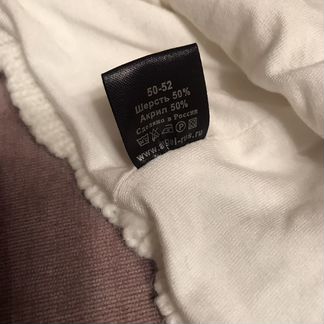 50-52
Шерсть 50%
Акрил 50%
Сделано в России